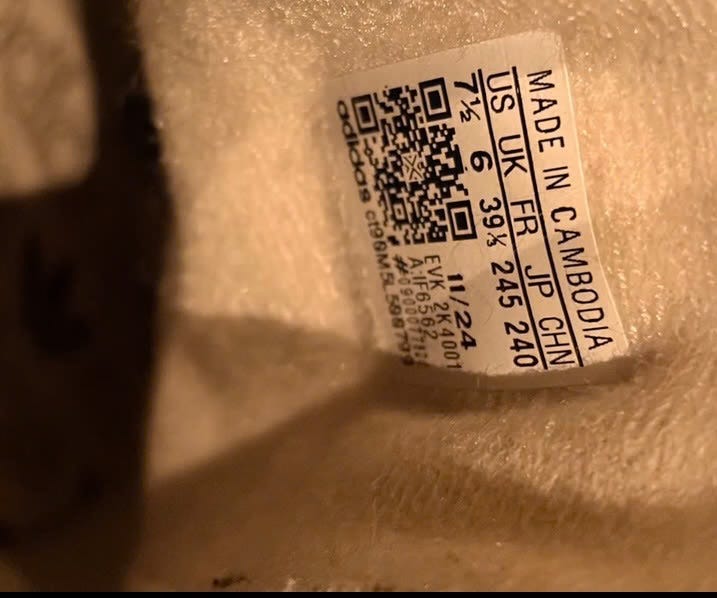 MADE IN CAMBODIA
US UK FR JP CHN
7½ 6 39⅓ 245 240
11/24
EVK 2K4001
A:IF6562
adidas